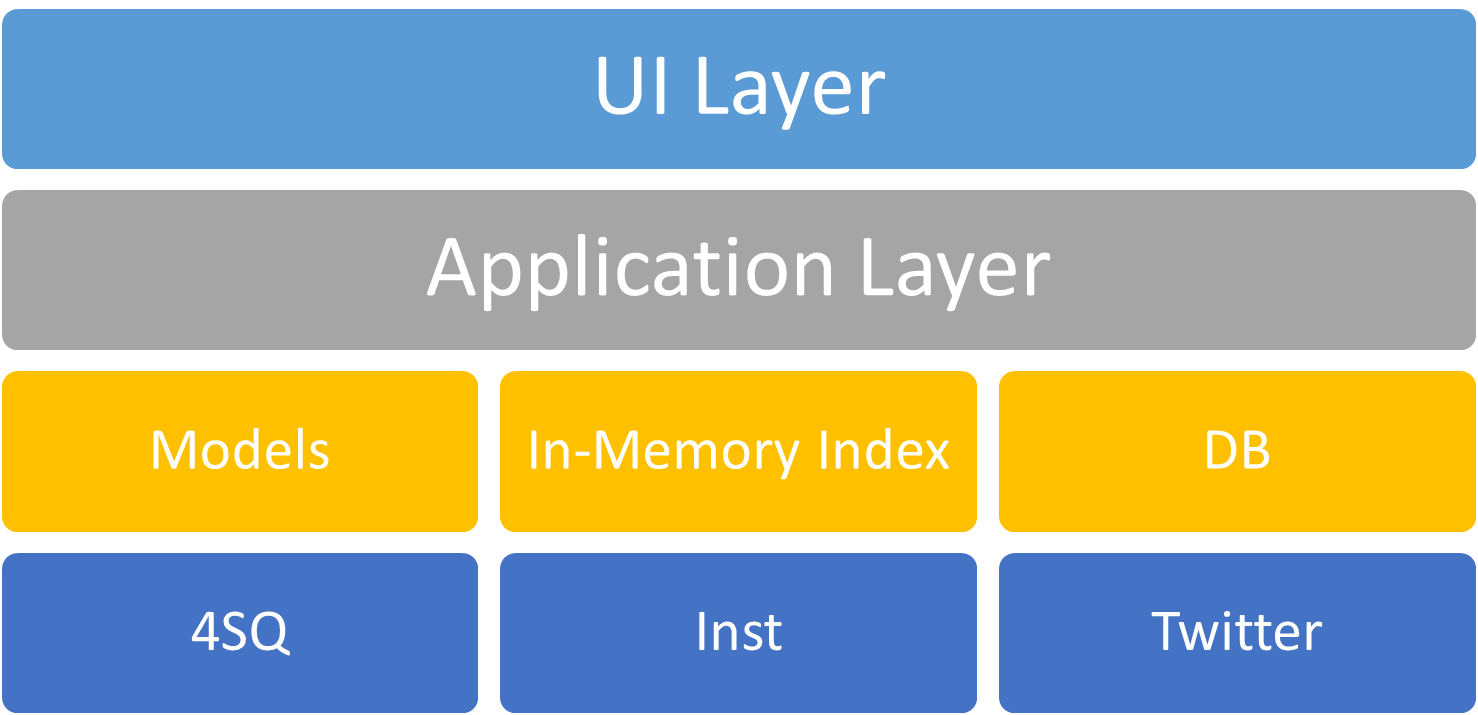 UI Layer
Application Layer
Models
In-Memory Index
DB
4SQ
Inst
Twitter